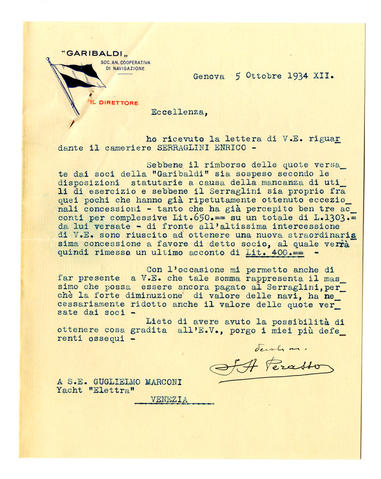 "GARIBALDI"
SOC. AN. COOPERATIVA
DI NAVIGAZIONE
IL DIRETTORE
Genova 5 Ottobre 1934 XII.
Eccellenza,
ho ricevuto la lettera di V.E. riguar
dante il cameriere SERRAGLINI ENRICO -
Sebbene il rimborso delle quote versa
te dai soci della "Garibaldi" sia sospeso secondo le
disposizioni statutarie a causa della mancanza di uti
li di esercizio e sebbene il Serraglini sia proprio fra
quei pochi che hanno già ripetutamente ottenuto eccezio
nali concessioni - tanto che ha già percepito ben tre ac
conti per complessive Lit.650.== su un totale di L.1303.=
da lui versate - di fronte all'altissima intercessione
di V.E. sono riuscito ad ottenere una nuova straordinaris
sima concessione a favore di detto socio, al quale verrà
quindi rimesso un ultimo acconto di Lit. 400.==
Con l'occasione mi permetto anche di
far presente a V.E. che tale somma rappresenta il mas
simo che possa essere ancora pagato al Serraglini, per
chè la forte diminuzione di valore delle navi, ha ne
cessariamente ridotto anche il valore delle quote ver
sate dai soci -
Lieto di avere avuto la possibilità di
ottenere cosa gradita all'E.V., porgo i miei più defe
renti ossequi -
Perasso
A S.E. GUGLIELMO MARCONI
Yacht "Elettra"
VENEZIA